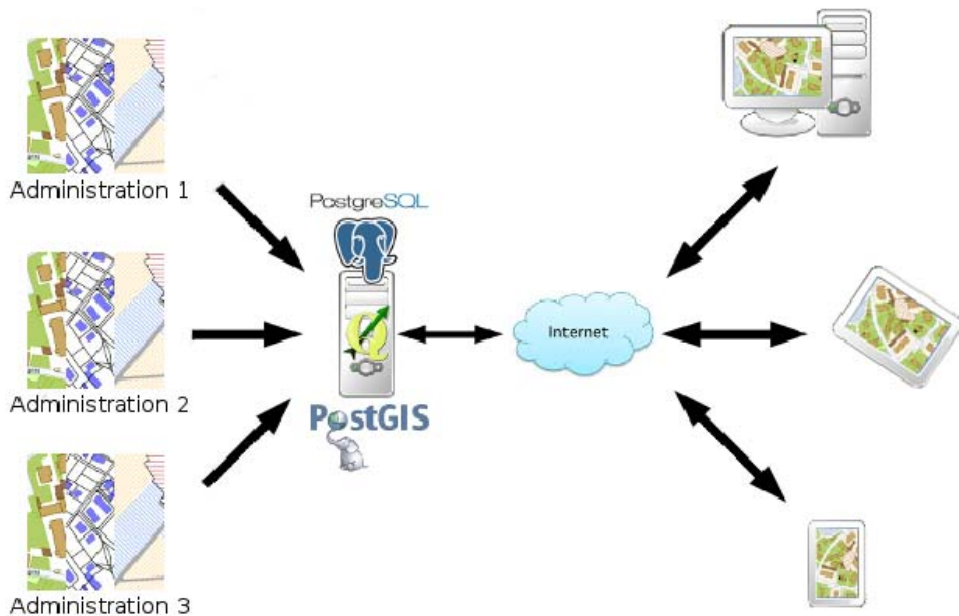 Administration 1
PostgreSQL
Administration 2
Q
Internet
PostGIS
Administration 3